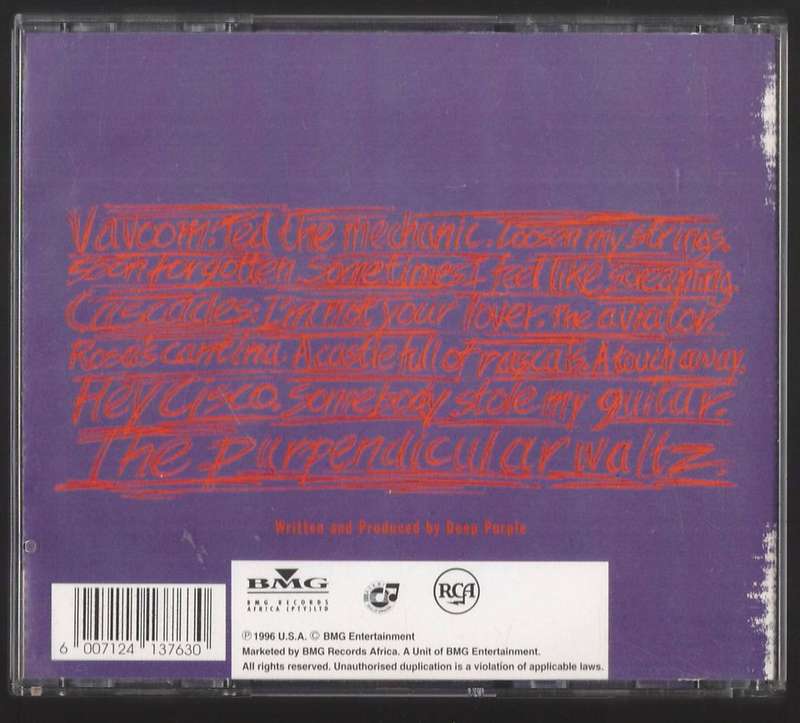 Vavoom: Ted the mechanic. Loosen my strings.
Soon forgotten. Sometimes I feel like screaming.
Cascades: I'm not your lover. The aviator.
Rosa's cantina. A castle full of rascals. A touch away.
HEY CISCO. Somebody stole my guitar.
The purpendicular waltz.
Written and Produced by Deep Purple
BMG
BMG RECORDS
AFRICA (PTY) LTD
RCA
℗ 1996 U.S.A. © BMG Entertainment
Marketed by BMG Records Africa. A Unit of BMG Entertainment.
All rights reserved. Unauthorised duplication is a violation of applicable laws.
6 007124 137630